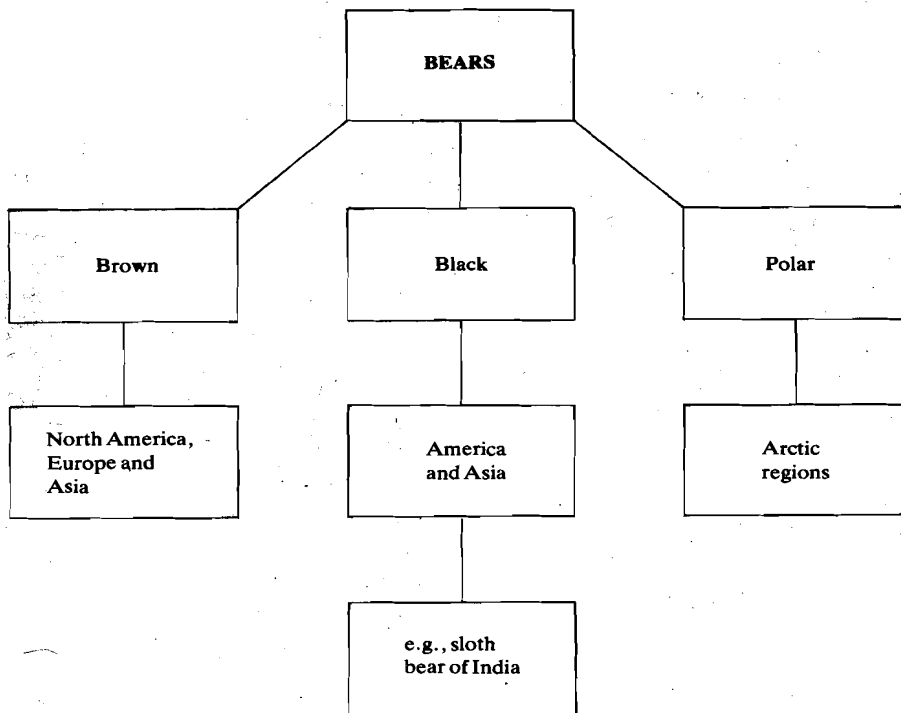 BEARS
Brown
Black
Polar
North America,
Europe and
Asia
America
and Asia
Arctic
regions
e.g., sloth
bear of India